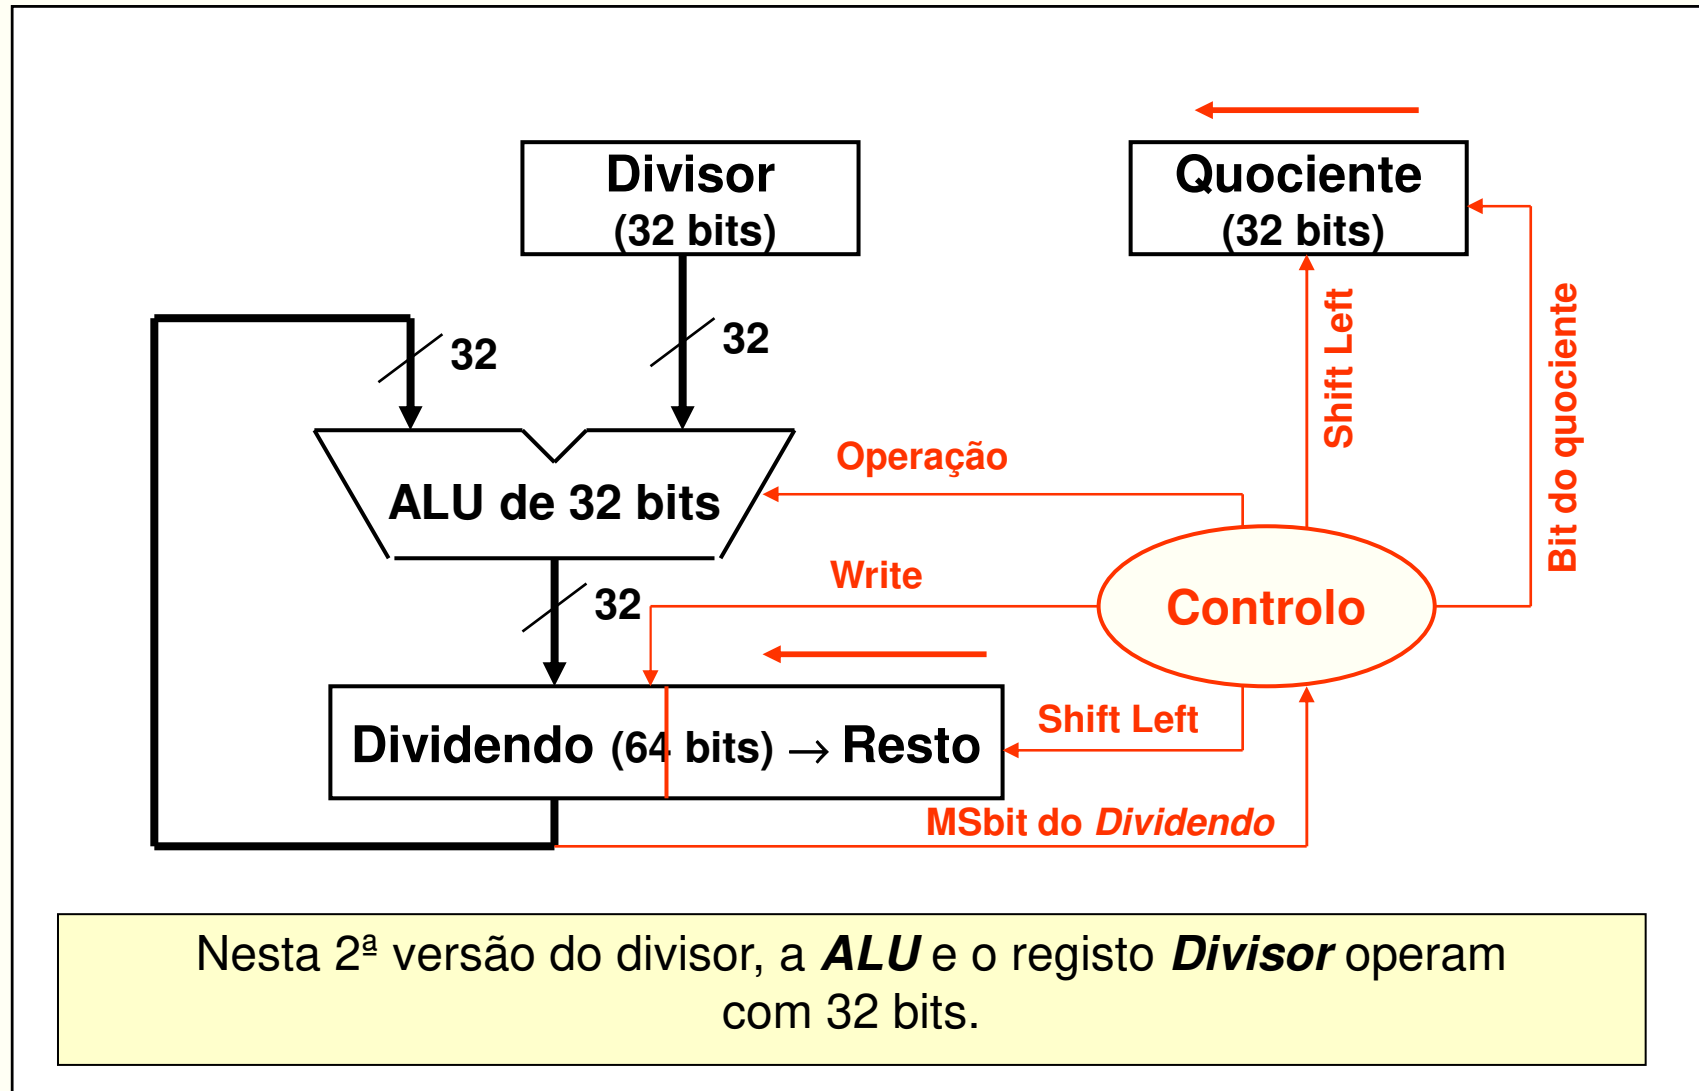 Divisor
(32 bits)
Quociente
(32 bits)
32
32
Shift Left
Bit do quociente
Operação
ALU de 32 bits
Write
32
Controlo
Dividendo (64 bits) → Resto
Shift Left
MSbit do Dividendo
Nesta 2ª versão do divisor, a ALU e o registo Divisor operam
com 32 bits.